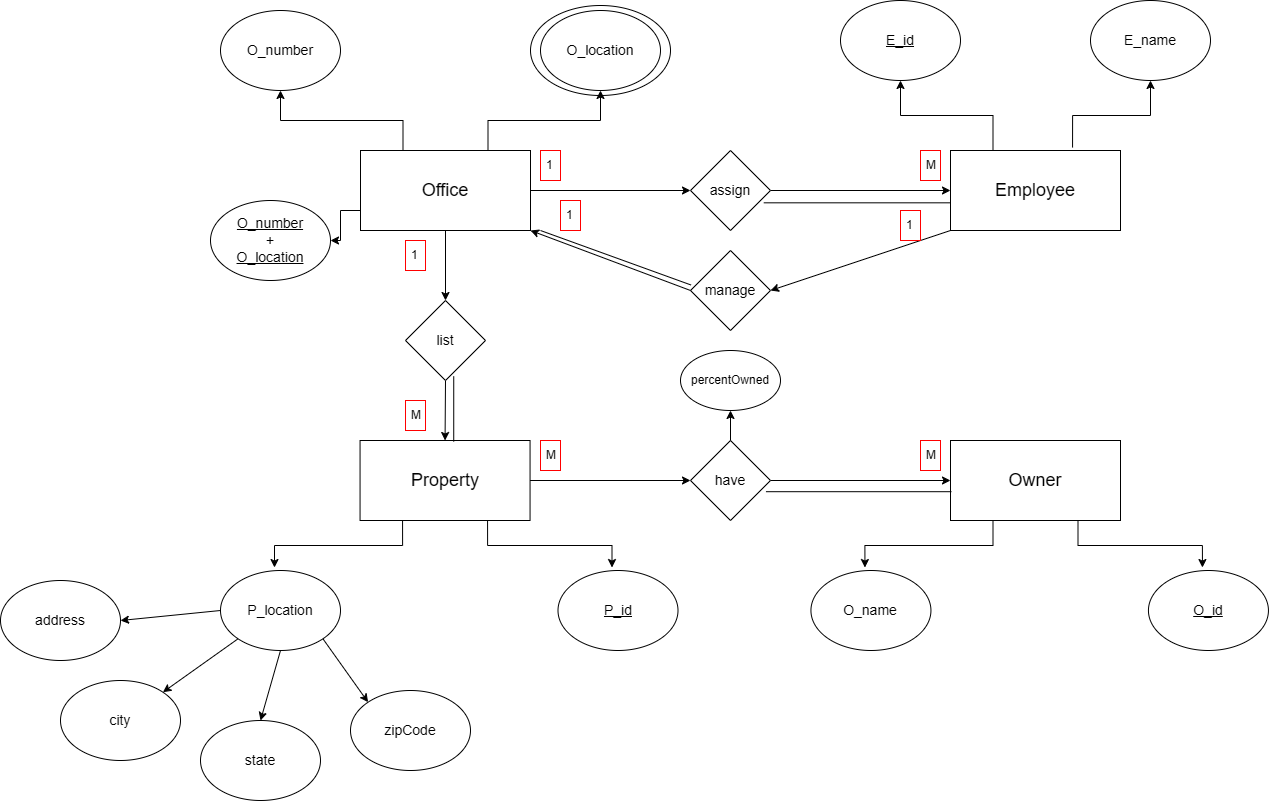 O_number
O_location
E_id
E_name
1
M
Office
assign
Employee
O_number
+
O_location
1
1
1
manage
list
percentOwned
M
M
M
Property
have
Owner
address
P_location
P_id
O_name
O_id
city
state
zipCode